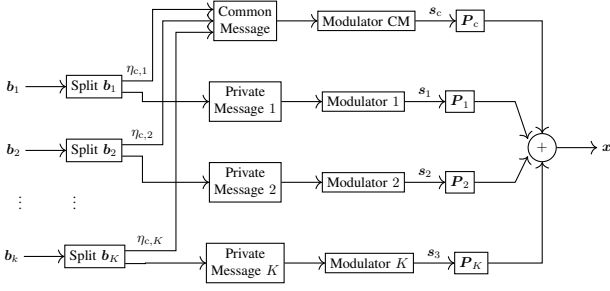 Common
Message
Modulator CM
s_c
P_c
η_{c,1}
b_1
Split b_1
Private
Message 1
Modulator 1
s_1
P_1
η_{c,2}
b_2
Split b_2
Private
Message 2
Modulator 2
s_2
P_2
+
x
⋮ ⋮
η_{c,K}
b_k
Split b_K
Private
Message K
Modulator K
s_3
P_K